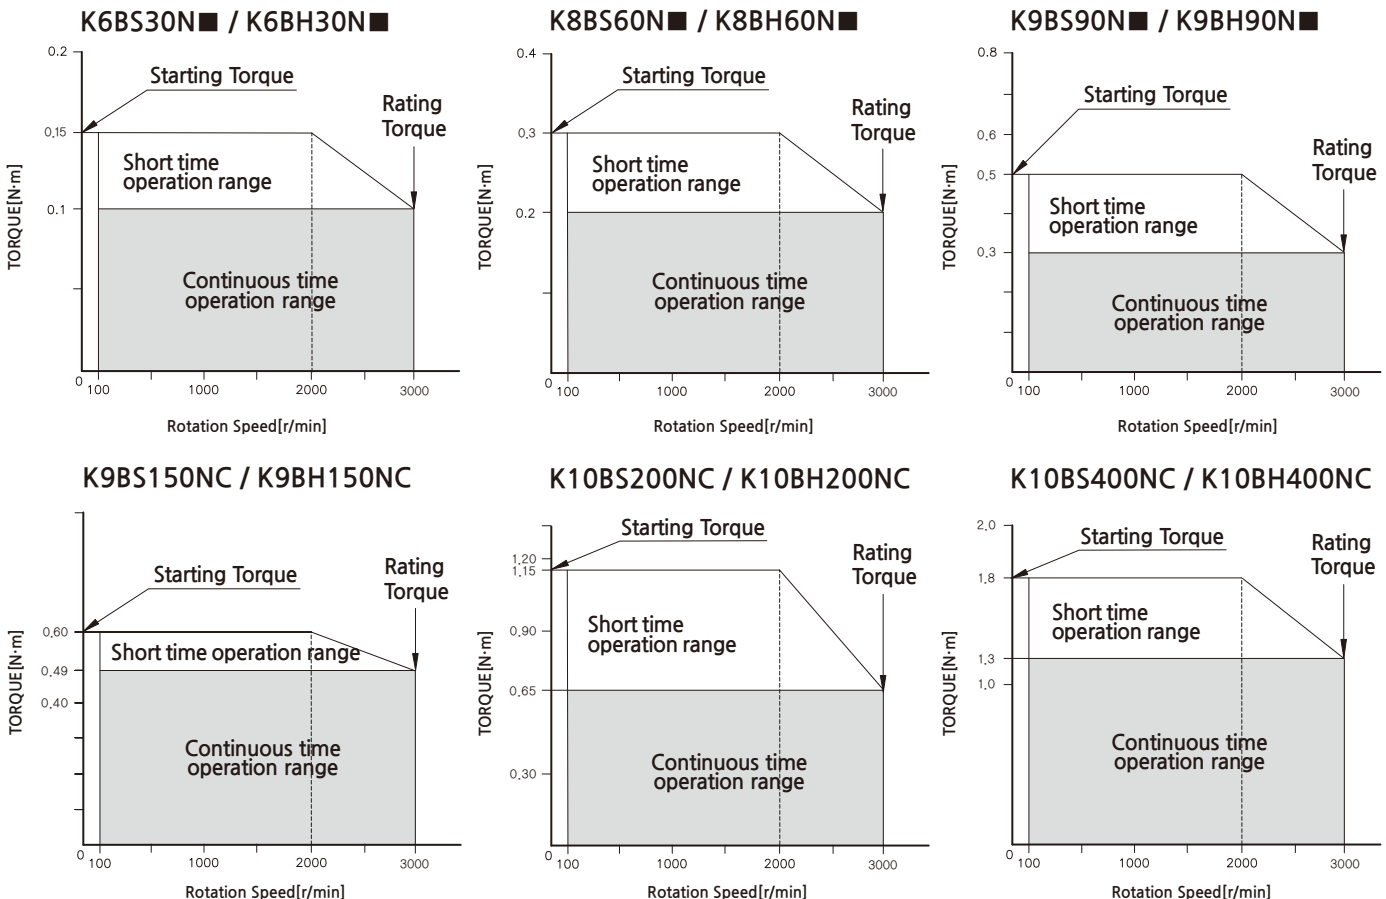 K6BS30N■ / K6BH30N■
0.2
Starting Torque
Rating
Torque
0.15
Short time
operation range
0.1
TORQUE[N·m]
Continuous time
operation range
0
100
1000
2000
3000
Rotation Speed[r/min]
K8BS60N■ / K8BH60N■
0.4
Starting Torque
Rating
Torque
0.3
Short time
operation range
0.2
TORQUE[N·m]
Continuous time
operation range
0
100
1000
2000
3000
Rotation Speed[r/min]
K9BS90N■ / K9BH90N■
0.8
Starting Torque
0.6
Rating
Torque
0.5
Short time
operation range
0.3
TORQUE[N·m]
Continuous time
operation range
0
100
1000
2000
3000
Rotation Speed[r/min]
K9BS150NC / K9BH150NC
Starting Torque
Rating
Torque
0.60
Short time operation range
0.49
0.40
TORQUE[N·m]
Continuous time
operation range
0
100
1000
2000
3000
Rotation Speed[r/min]
K10BS200NC / K10BH200NC
Starting Torque
Rating
Torque
1.20
1.15
0.90
Short time
operation range
0.65
TORQUE[N·m]
Continuous time
operation range
0.30
0
100
1000
2000
3000
Rotation Speed[r/min]
K10BS400NC / K10BH400NC
2.0
Starting Torque
Rating
Torque
1.8
Short time
operation range
1.3
1.0
TORQUE[N·m]
Continuous time
operation range
0
100
1000
2000
3000
Rotation Speed[r/min]